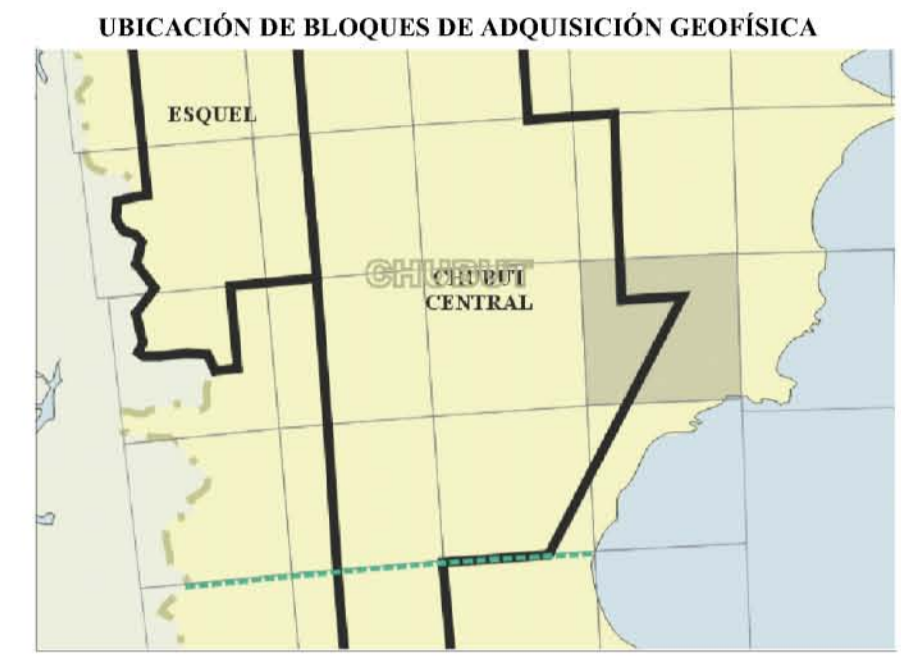 UBICACIÓN DE BLOQUES DE ADQUISICIÓN GEOFÍSICA
ESQUEL
CHUBUT
CHUBUT
CENTRAL